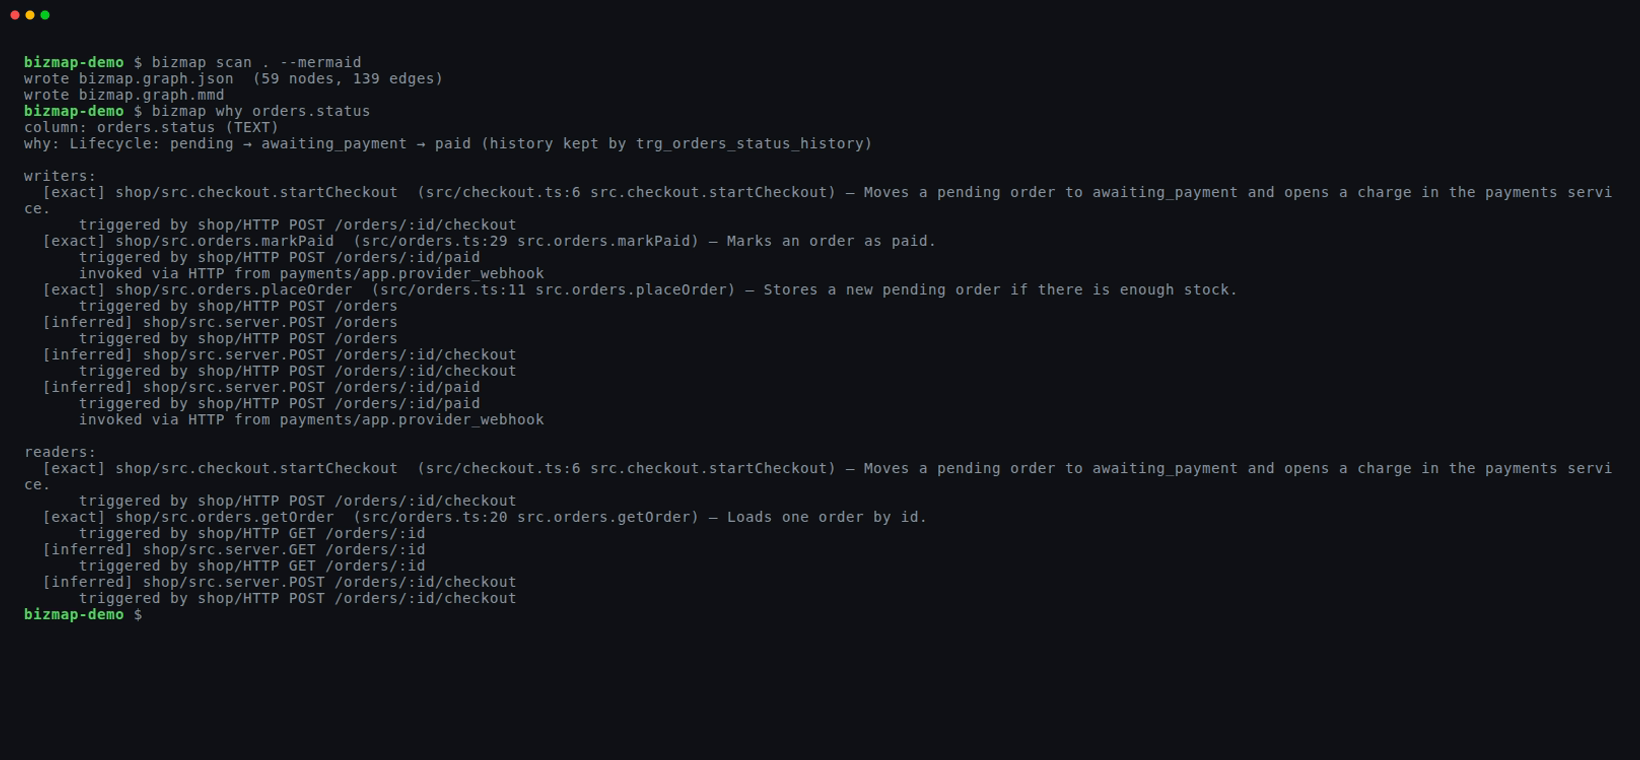 bizmap-demo $ bizmap scan . --mermaid
wrote bizmap.graph.json  (59 nodes, 139 edges)
wrote bizmap.graph.mmd
bizmap-demo $ bizmap why orders.status
column: orders.status (TEXT)
why: Lifecycle: pending → awaiting_payment → paid (history kept by trg_orders_status_history)

writers:
  [exact] shop/src.checkout.startCheckout  (src/checkout.ts:6 src.checkout.startCheckout) — Moves a pending order to awaiting_payment and opens a charge in the payments servi
ce.
      triggered by shop/HTTP POST /orders/:id/checkout
  [exact] shop/src.orders.markPaid  (src/orders.ts:29 src.orders.markPaid) — Marks an order as paid.
      triggered by shop/HTTP POST /orders/:id/paid
      invoked via HTTP from payments/app.provider_webhook
  [exact] shop/src.orders.placeOrder  (src/orders.ts:11 src.orders.placeOrder) — Stores a new pending order if there is enough stock.
      triggered by shop/HTTP POST /orders
  [inferred] shop/src.server.POST /orders
      triggered by shop/HTTP POST /orders
  [inferred] shop/src.server.POST /orders/:id/checkout
      triggered by shop/HTTP POST /orders/:id/checkout
  [inferred] shop/src.server.POST /orders/:id/paid
      triggered by shop/HTTP POST /orders/:id/paid
      invoked via HTTP from payments/app.provider_webhook

readers:
  [exact] shop/src.checkout.startCheckout  (src/checkout.ts:6 src.checkout.startCheckout) — Moves a pending order to awaiting_payment and opens a charge in the payments servi
ce.
      triggered by shop/HTTP POST /orders/:id/checkout
  [exact] shop/src.orders.getOrder  (src/orders.ts:20 src.orders.getOrder) — Loads one order by id.
      triggered by shop/HTTP GET /orders/:id
  [inferred] shop/src.server.GET /orders/:id
      triggered by shop/HTTP GET /orders/:id
  [inferred] shop/src.server.POST /orders/:id/checkout
      triggered by shop/HTTP POST /orders/:id/checkout
bizmap-demo $